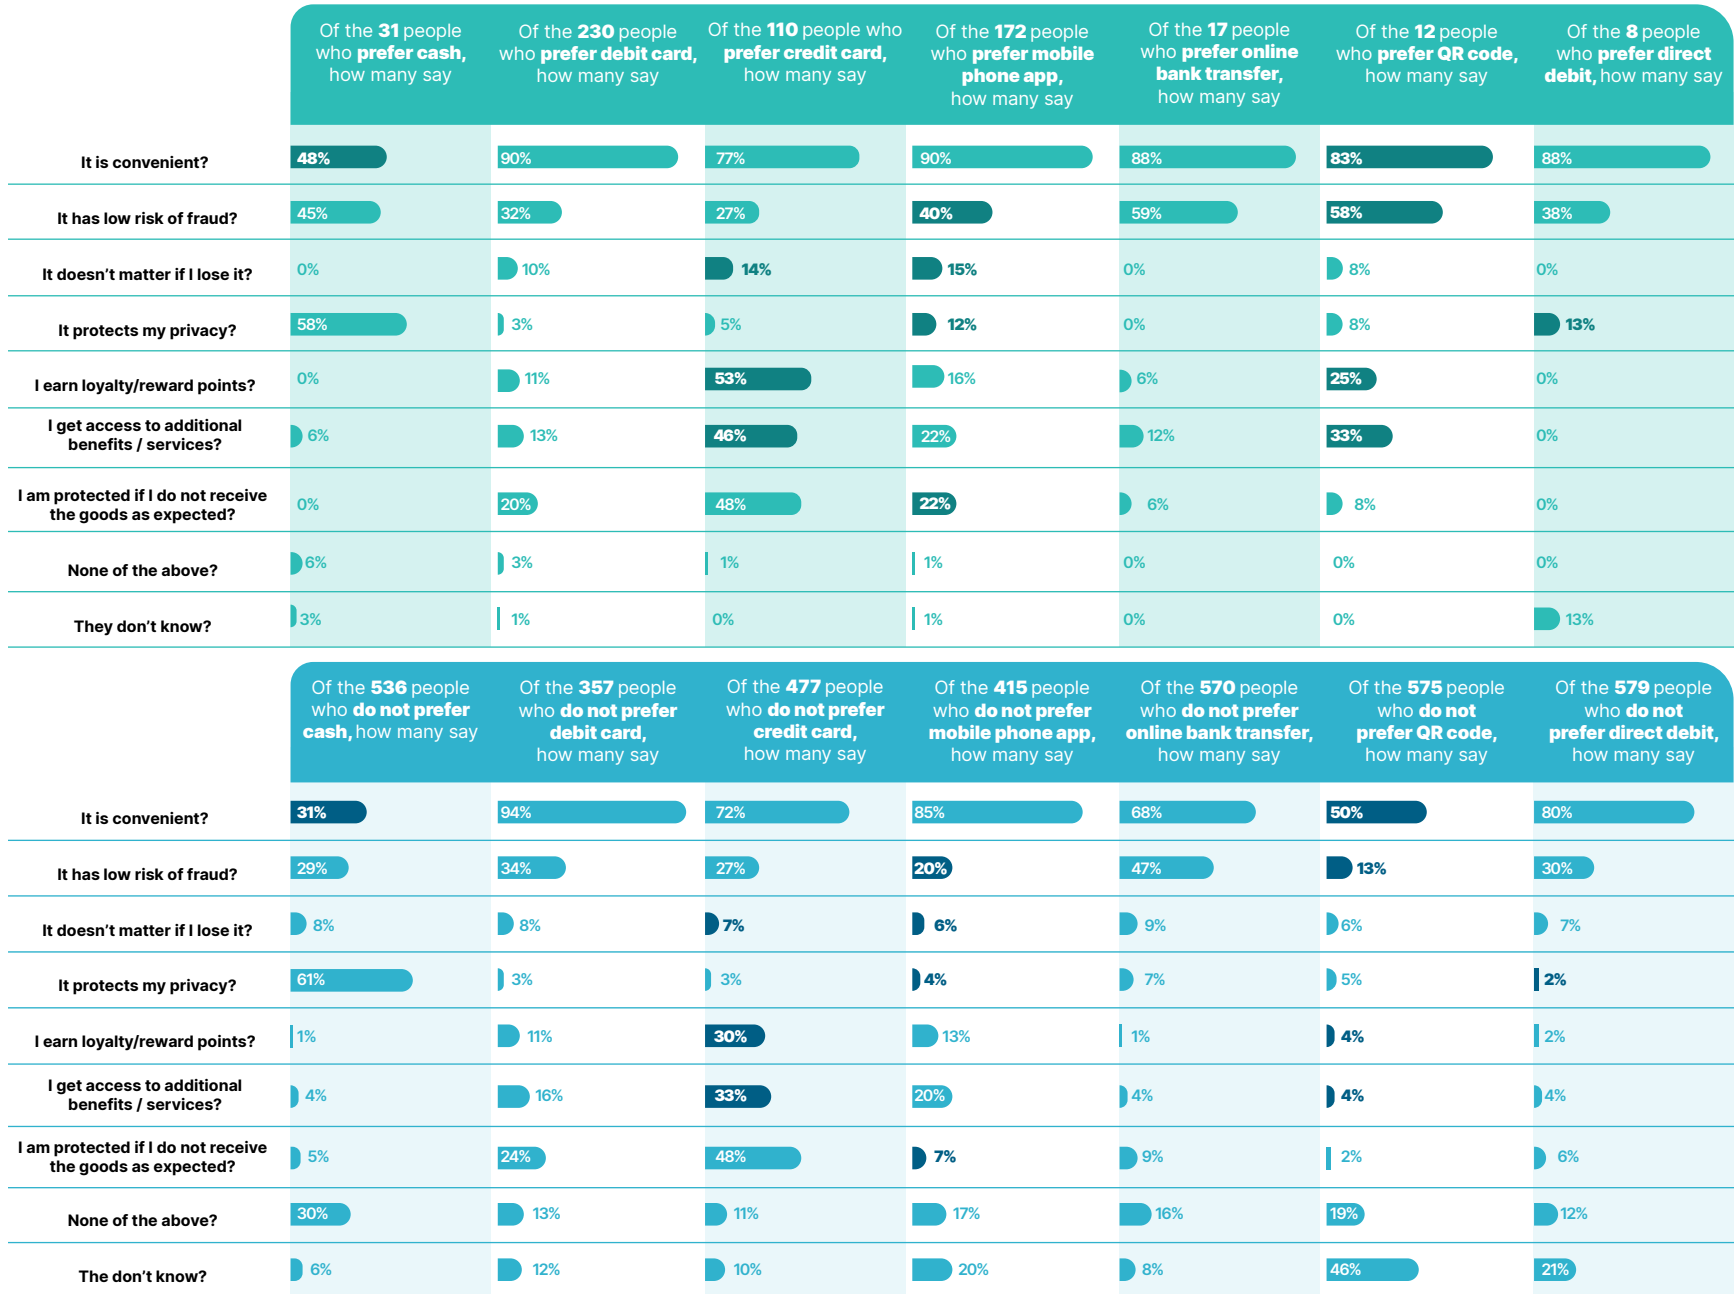 Of the 31 people
who prefer cash,
how many say
Of the 230 people
who prefer debit card,
how many say
Of the 110 people who
prefer credit card,
how many say
Of the 172 people
who prefer mobile
phone app,
how many say
Of the 17 people
who prefer online
bank transfer,
how many say
Of the 12 people
who prefer QR code,
how many say
Of the 8 people
who prefer direct
debit, how many say
It is convenient?
48% 90% 77% 90% 88% 83% 88%
It has low risk of fraud?
45% 32% 27% 40% 59% 58% 38%
It doesn't matter if I lose it?
0% 10% 14% 15% 0% 8% 0%
It protects my privacy?
58% 3% 5% 12% 0% 8% 13%
I earn loyalty/reward points?
0% 11% 53% 16% 6% 25% 0%
I get access to additional
benefits / services?
6% 13% 46% 22% 12% 33% 0%
I am protected if I do not receive
the goods as expected?
0% 20% 48% 22% 6% 8% 0%
None of the above?
6% 3% 1% 1% 0% 0% 0%
They don't know?
3% 1% 0% 1% 0% 0% 13%
Of the 536 people
who do not prefer
cash, how many say
Of the 357 people
who do not prefer
debit card,
how many say
Of the 477 people
who do not prefer
credit card,
how many say
Of the 415 people
who do not prefer
mobile phone app,
how many say
Of the 570 people
who do not prefer
online bank transfer,
how many say
Of the 575 people
who do not
prefer QR code,
how many say
Of the 579 people
who do not
prefer direct debit,
how many say
It is convenient?
31% 94% 72% 85% 68% 50% 80%
It has low risk of fraud?
29% 34% 27% 20% 47% 13% 30%
It doesn't matter if I lose it?
8% 8% 7% 6% 9% 6% 7%
It protects my privacy?
61% 3% 3% 4% 7% 5% 2%
I earn loyalty/reward points?
1% 11% 30% 13% 1% 4% 2%
I get access to additional
benefits / services?
4% 16% 33% 20% 4% 4% 4%
I am protected if I do not receive
the goods as expected?
5% 24% 48% 7% 9% 2% 6%
None of the above?
30% 13% 11% 17% 16% 19% 12%
The don't know?
6% 12% 10% 20% 8% 46% 21%